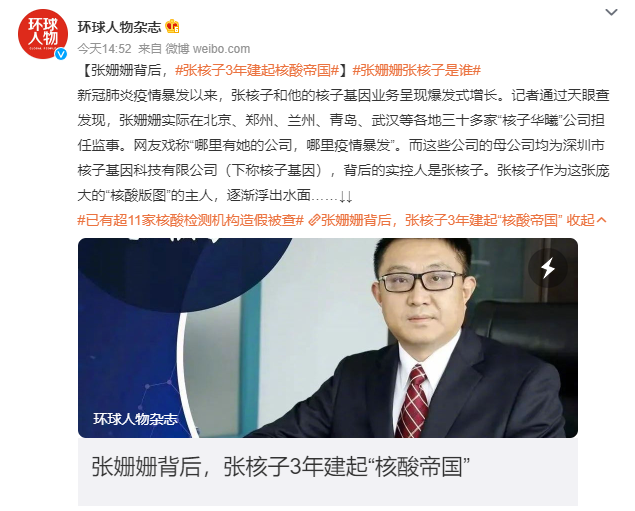 环球
人物
环球人物杂志
今天14:52 来自 微博 weibo.com
【张姗姗背后，#张核子3年建起核酸帝国#】#张姗姗张核子是谁#
新冠肺炎疫情暴发以来，张核子和他的核子基因业务呈现爆发式增长。记者通过天眼查
发现，张姗姗实际在北京、郑州、兰州、青岛、武汉等各地三十多家“核子华曦”公司担
任监事。网友戏称“哪里有她的公司，哪里疫情暴发”。而这些公司的母公司均为深圳市
核子基因科技有限公司（下称核子基因），背后的实控人是张核子。张核子作为这张庞
大的“核酸版图”的主人，逐渐浮出水面……↓↓
#已有超11家核酸检测机构造假被查# 张姗姗背后，张核子3年建起“核酸帝国” 收起
环球人物杂志
张姗姗背后，张核子3年建起“核酸帝国”